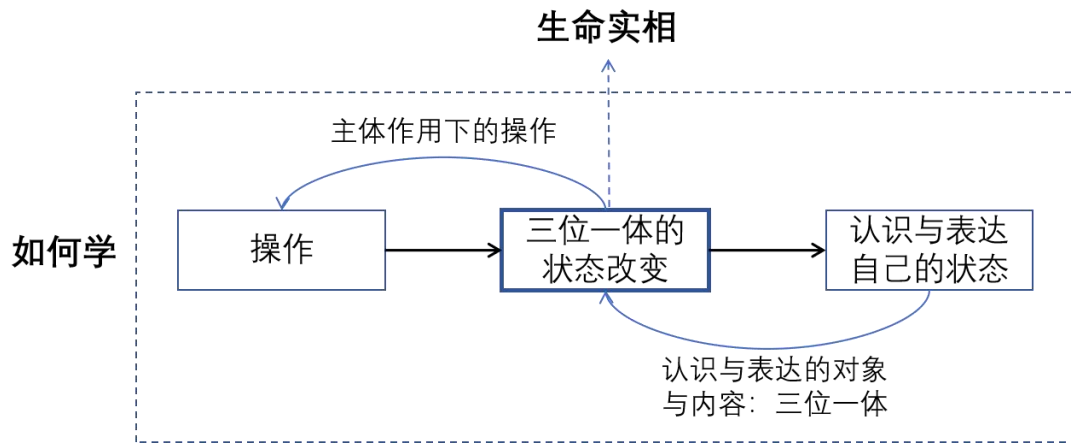 生命实相
主体作用下的操作
如何学
操作
三位一体的
状态改变
认识与表达
自己的状态
认识与表达的对象
与内容：三位一体